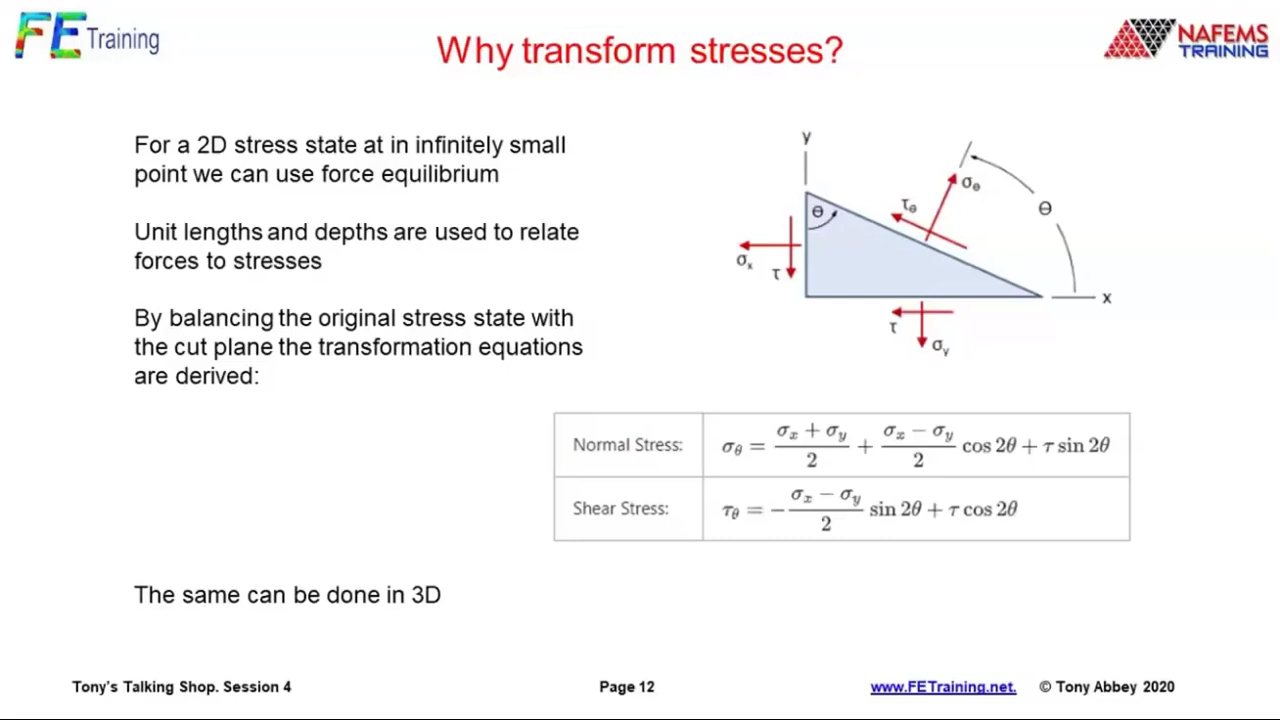 FE Training
Why transform stresses?
NAFEMS
TRAINING
For a 2D stress state at in infinitely small
point we can use force equilibrium
Unit lengths and depths are used to relate
forces to stresses
By balancing the original stress state with
the cut plane the transformation equations
are derived:
y
σθ
τθ
θ
θ
σx
τ
x
τ
σy
Normal Stress: σθ = (σx + σy)/2 + (σx − σy)/2 cos 2θ + τ sin 2θ
Shear Stress: τθ = −(σx − σy)/2 sin 2θ + τ cos 2θ
The same can be done in 3D
Tony's Talking Shop. Session 4 Page 12 www.FETraining.net. © Tony Abbey 2020